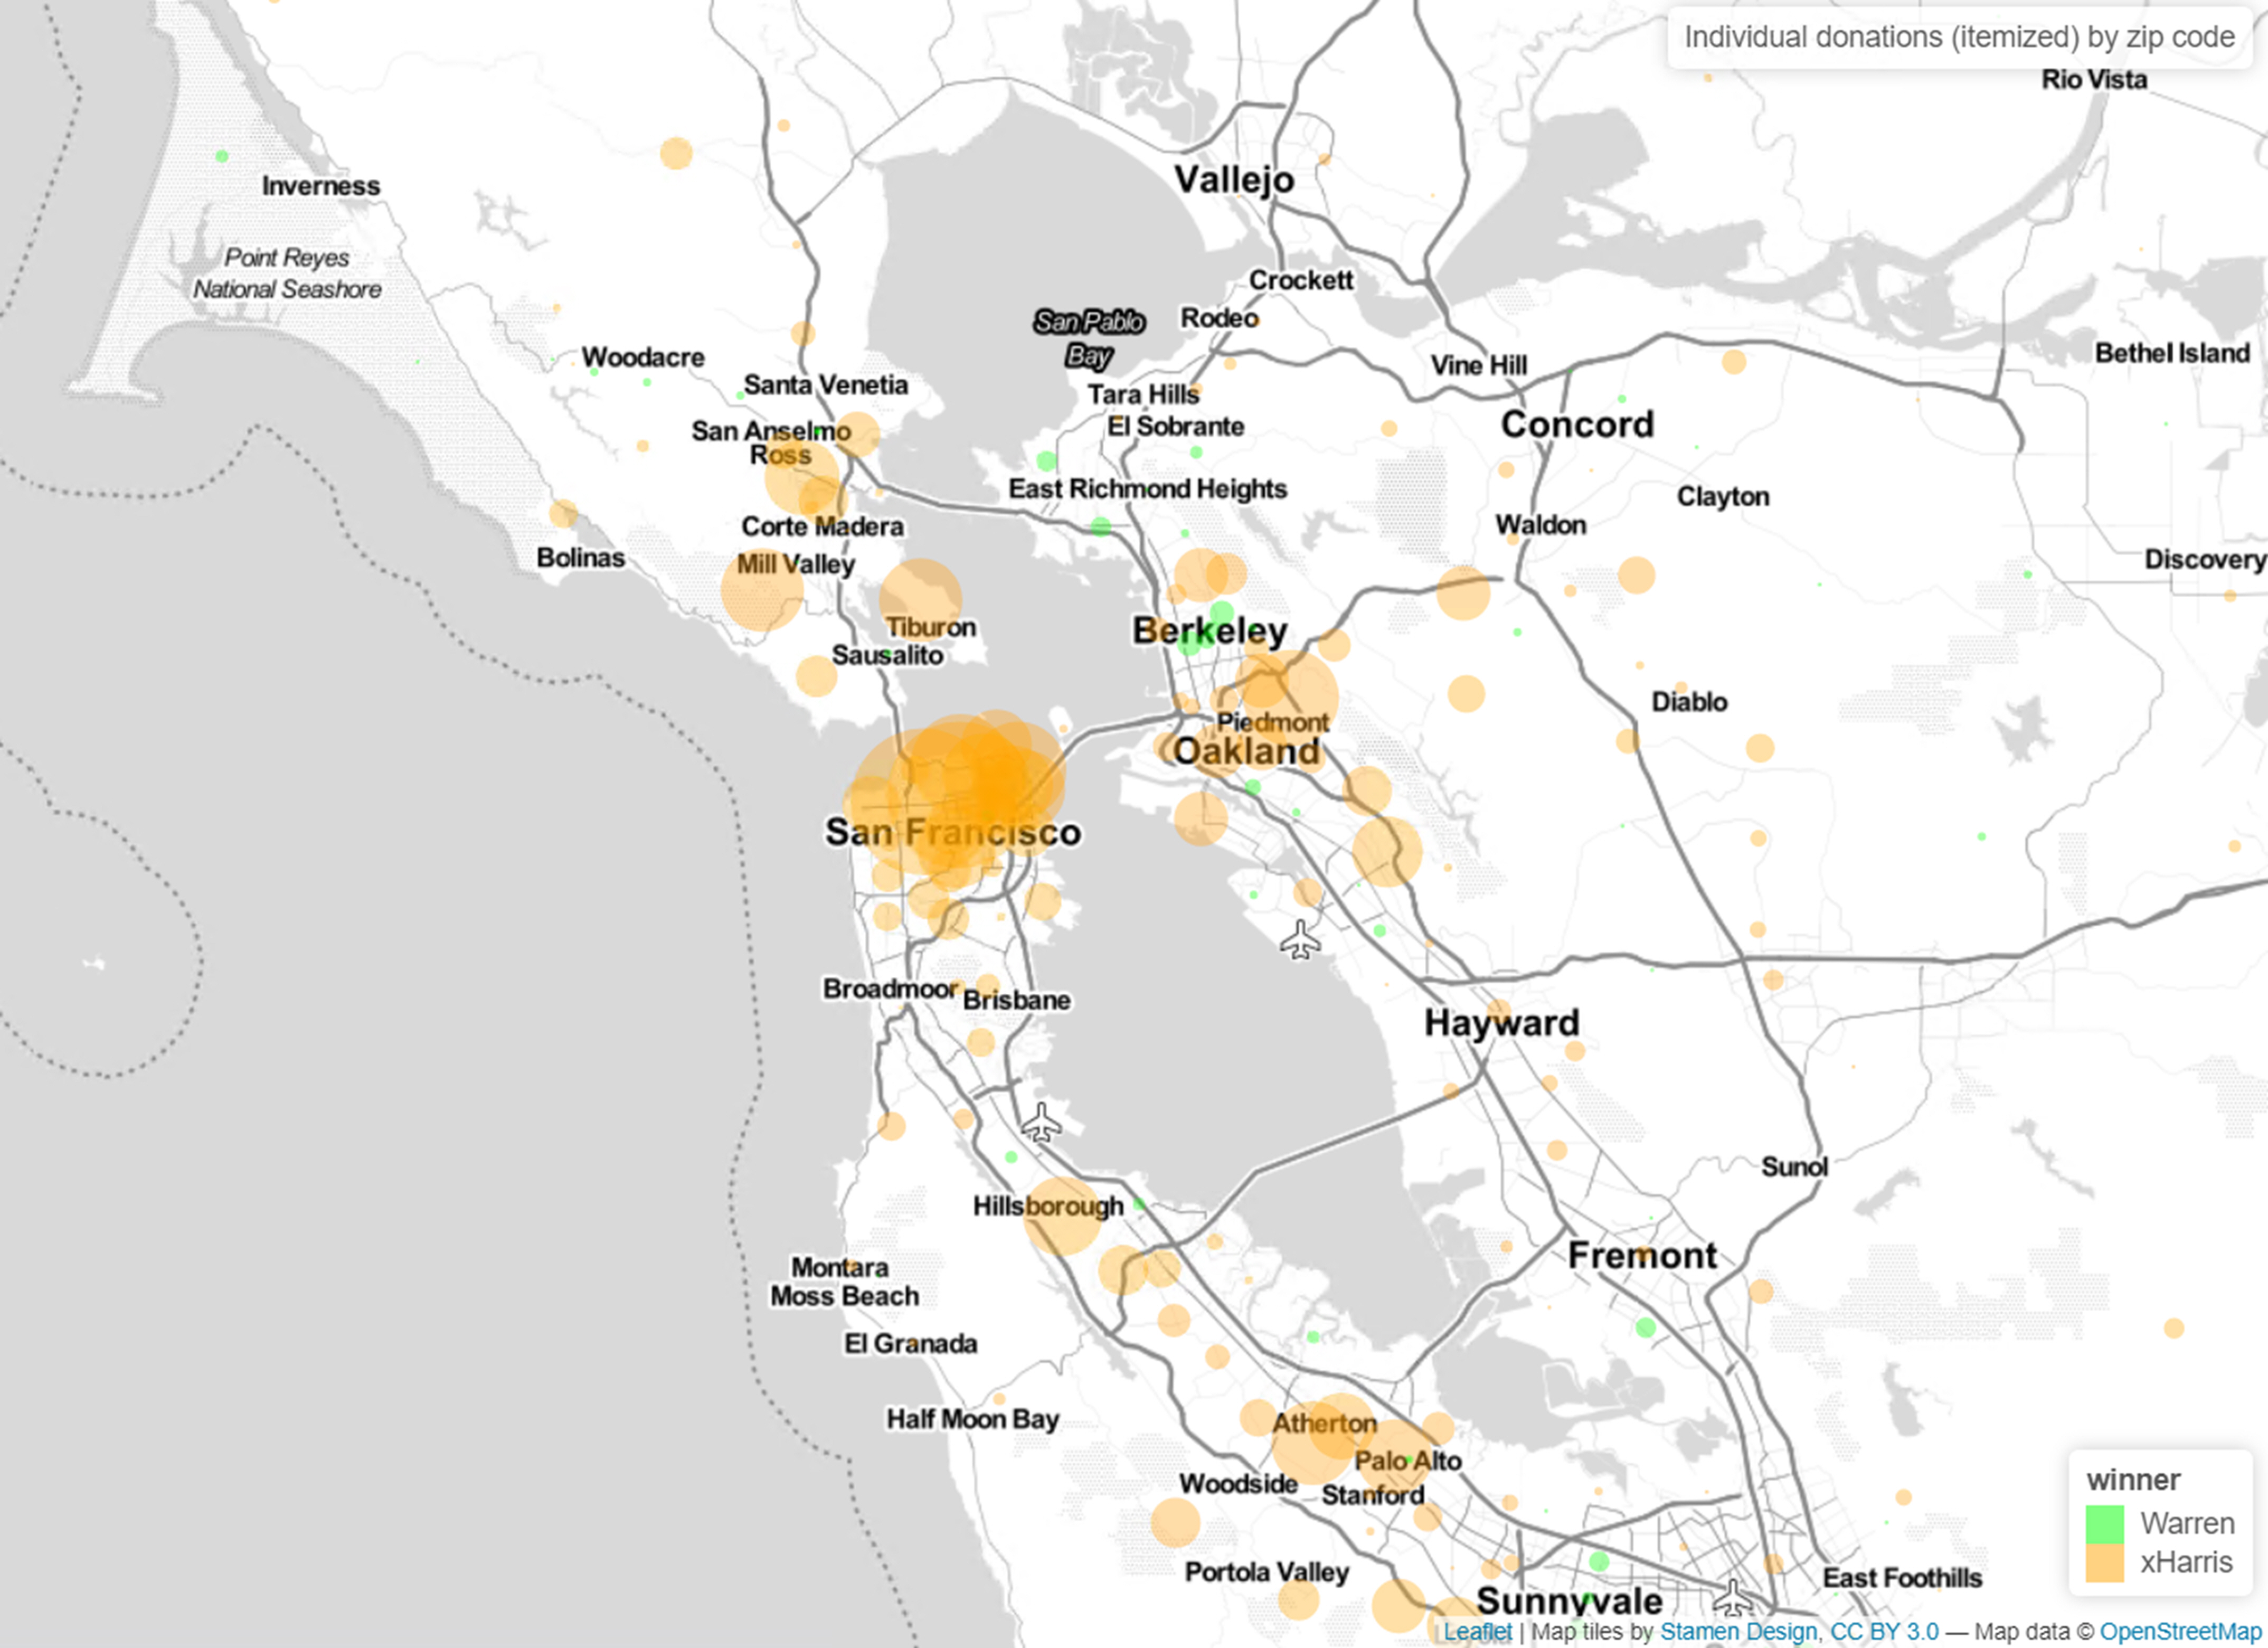 Individual donations (itemized) by zip code
Rio Vista
Vallejo
Inverness
Point Reyes
National Seashore
Crockett
San Pablo
Bay
Rodeo
Woodacre
Vine Hill
Bethel Island
Santa Venetia
Tara Hills
San Anselmo
El Sobrante
Concord
Ross
East Richmond Heights
Clayton
Corte Madera
Waldon
Bolinas
Mill Valley
Discovery
Tiburon
Berkeley
Sausalito
Diablo
Piedmont
Oakland
San Francisco
Broadmoor
Brisbane
Hayward
Sunol
Hillsborough
Fremont
Montara
Moss Beach
El Granada
Half Moon Bay
Atherton
Palo Alto
Woodside
Stanford
Portola Valley
Sunnyvale
East Foothills
winner
Warren
xHarris
Leaflet | Map tiles by Stamen Design, CC BY 3.0 — Map data © OpenStreetMap